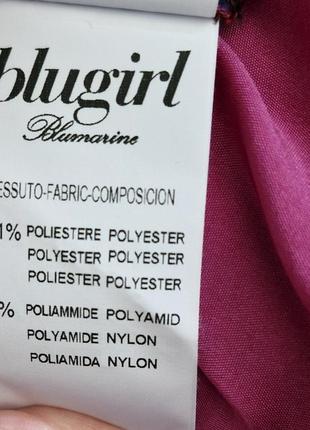 blugirl
Blumarine
ESSUTO-FABRIC-COMPOSICION
1% POLIESTERE POLYESTER
POLYESTER POLYESTER
POLIESTER POLYESTER
% POLIAMMIDE POLYAMID
POLYAMIDE NYLON
POLIAMIDA NYLON